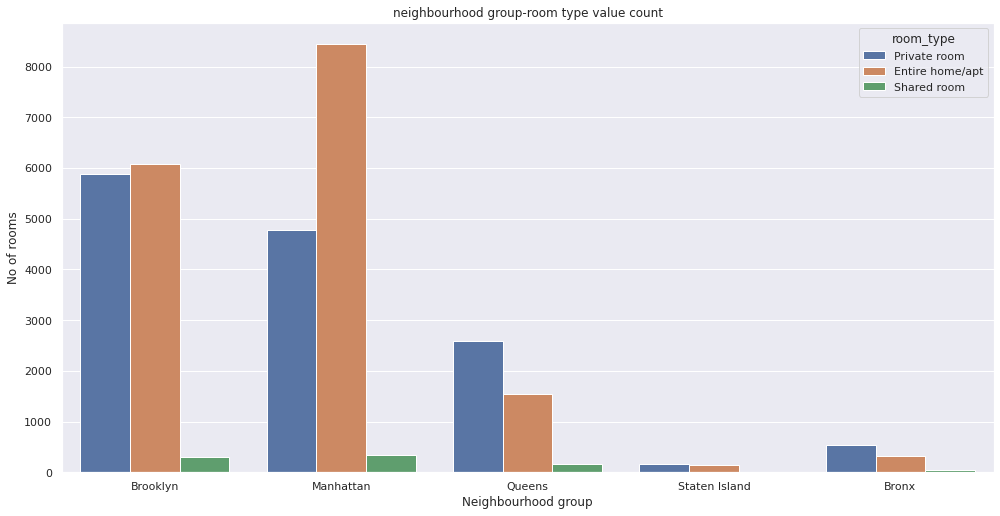 neighbourhood group-room type value count
room_type
Private room
Entire home/apt
Shared room
No of rooms
8000
7000
6000
5000
4000
3000
2000
1000
0
Brooklyn
Manhattan
Queens
Staten Island
Bronx
Neighbourhood group